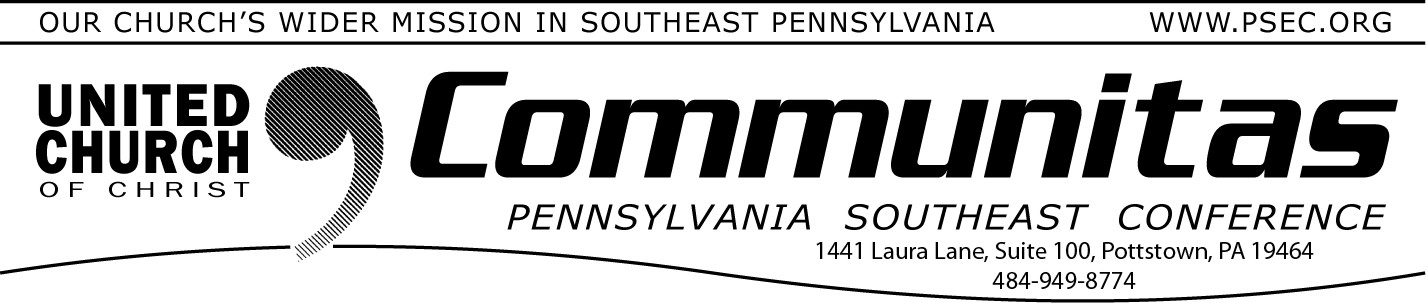 OUR CHURCH'S WIDER MISSION IN SOUTHEAST PENNSYLVANIA WWW.PSEC.ORG
UNITED
CHURCH
OF CHRIST
Communitas
PENNSYLVANIA SOUTHEAST CONFERENCE
1441 Laura Lane, Suite 100, Pottstown, PA 19464
484-949-8774